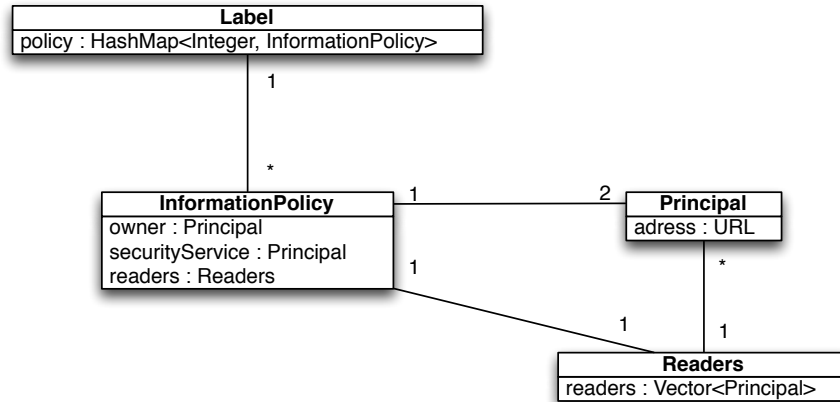 Label
policy : HashMap<Integer, InformationPolicy>
1
*
InformationPolicy
owner : Principal
securityService : Principal
readers : Readers
1
2
Principal
adress : URL
1
*
1
1
Readers
readers : Vector<Principal>